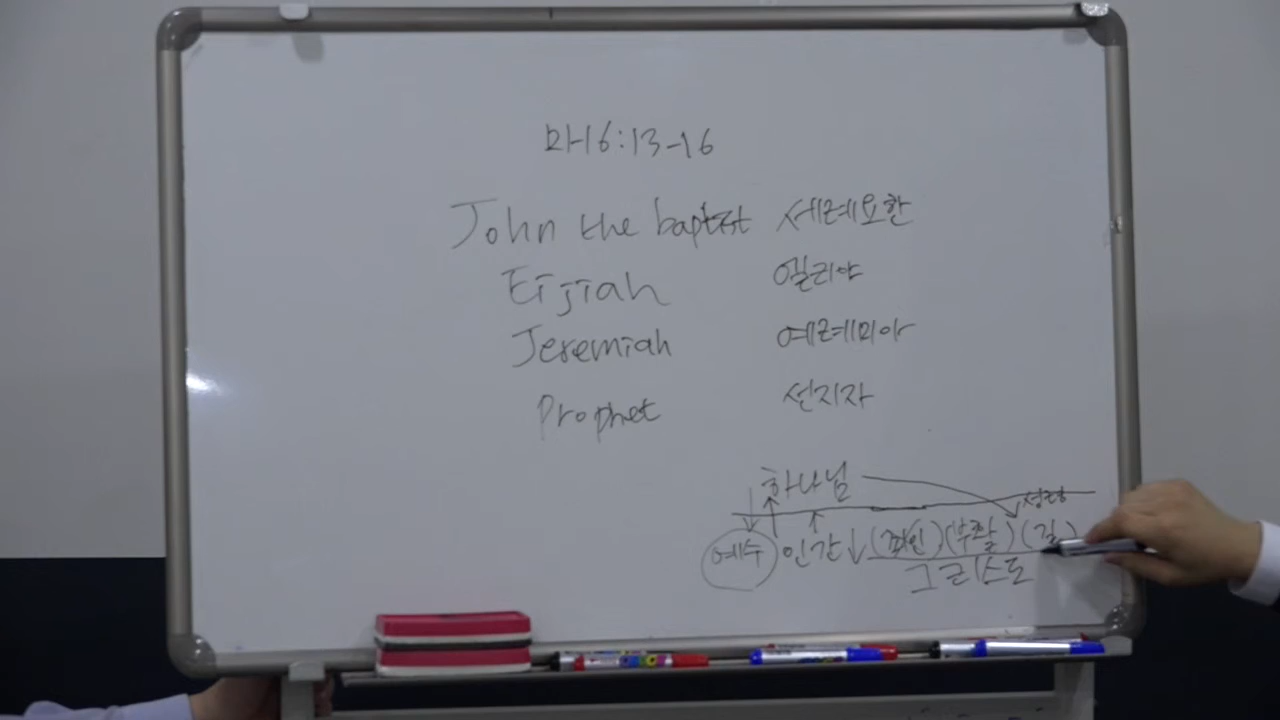 마16:13-16
John the baptist 세례요한
Eijiah 엘리야
Jeremiah 예레미야
Prophet 선지자
하나님 성령
예수 인간 (죄인)(부활)(길)
그리스도